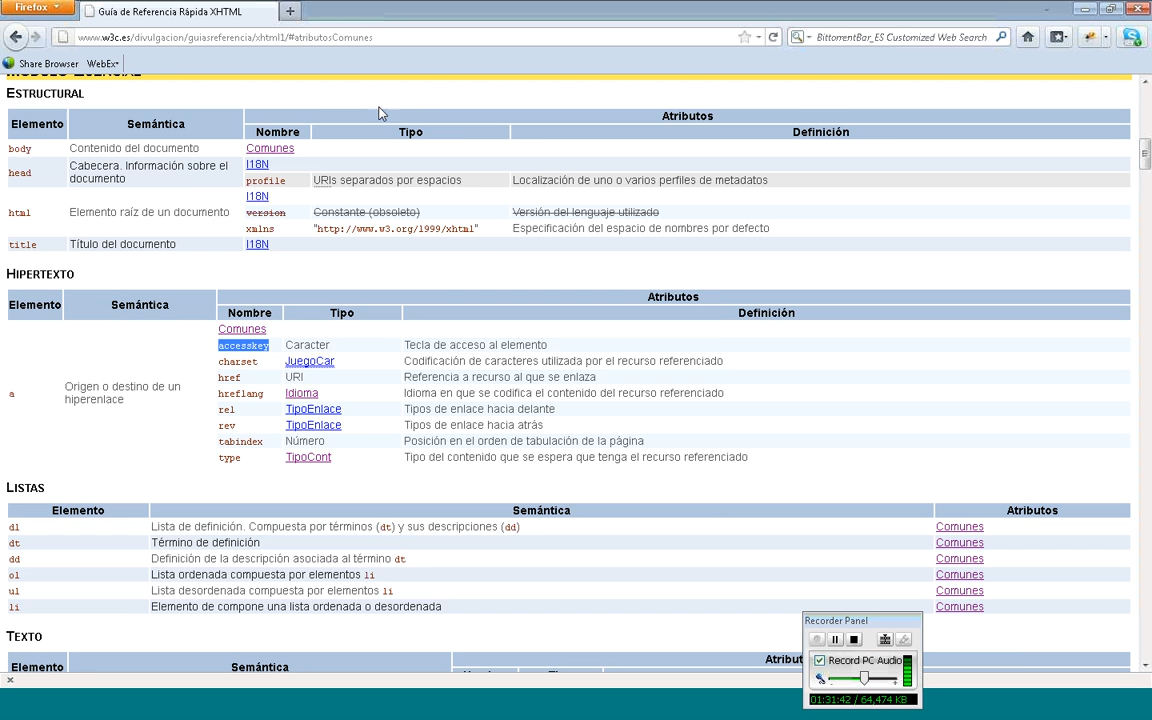 Firefox
Guía de Referencia Rápida XHTML
www.w3c.es/divulgacion/guiasreferencia/xhtml1/#atributosComunes
BittorrentBar_ES Customized Web Search
Share Browser WebEx
ESTRUCTURAL
Elemento Semántica Atributos
Nombre Tipo Definición
body Contenido del documento Comunes
head Cabecera. Información sobre el documento I18N
profile URIs separados por espacios Localización de uno o varios perfiles de metadatos
html Elemento raíz de un documento I18N
version Constante (obsoleto) Versión del lenguaje utilizado
xmlns "http://www.w3.org/1999/xhtml" Especificación del espacio de nombres por defecto
title Título del documento I18N
HIPERTEXTO
Elemento Semántica Atributos
Nombre Tipo Definición
a Origen o destino de un hiperenlace Comunes
accesskey Caracter Tecla de acceso al elemento
charset JuegoCar Codificación de caracteres utilizada por el recurso referenciado
href URI Referencia a recurso al que se enlaza
hreflang Idioma Idioma en que se codifica el contenido del recurso referenciado
rel TipoEnlace Tipos de enlace hacia delante
rev TipoEnlace Tipos de enlace hacia atrás
tabindex Número Posición en el orden de tabulación de la página
type TipoCont Tipo del contenido que se espera que tenga el recurso referenciado
LISTAS
Elemento Semántica Atributos
dl Lista de definición. Compuesta por términos (dt) y sus descripciones (dd) Comunes
dt Término de definición Comunes
dd Definición de la descripción asociada al término dt Comunes
ol Lista ordenada compuesta por elementos li Comunes
ul Lista desordenada compuesta por elementos li Comunes
li Elemento de compone una lista ordenada o desordenada Comunes
TEXTO
Elemento Semántica
Recorder Panel
Record PC Audio
01:31:42 / 64,474 KB